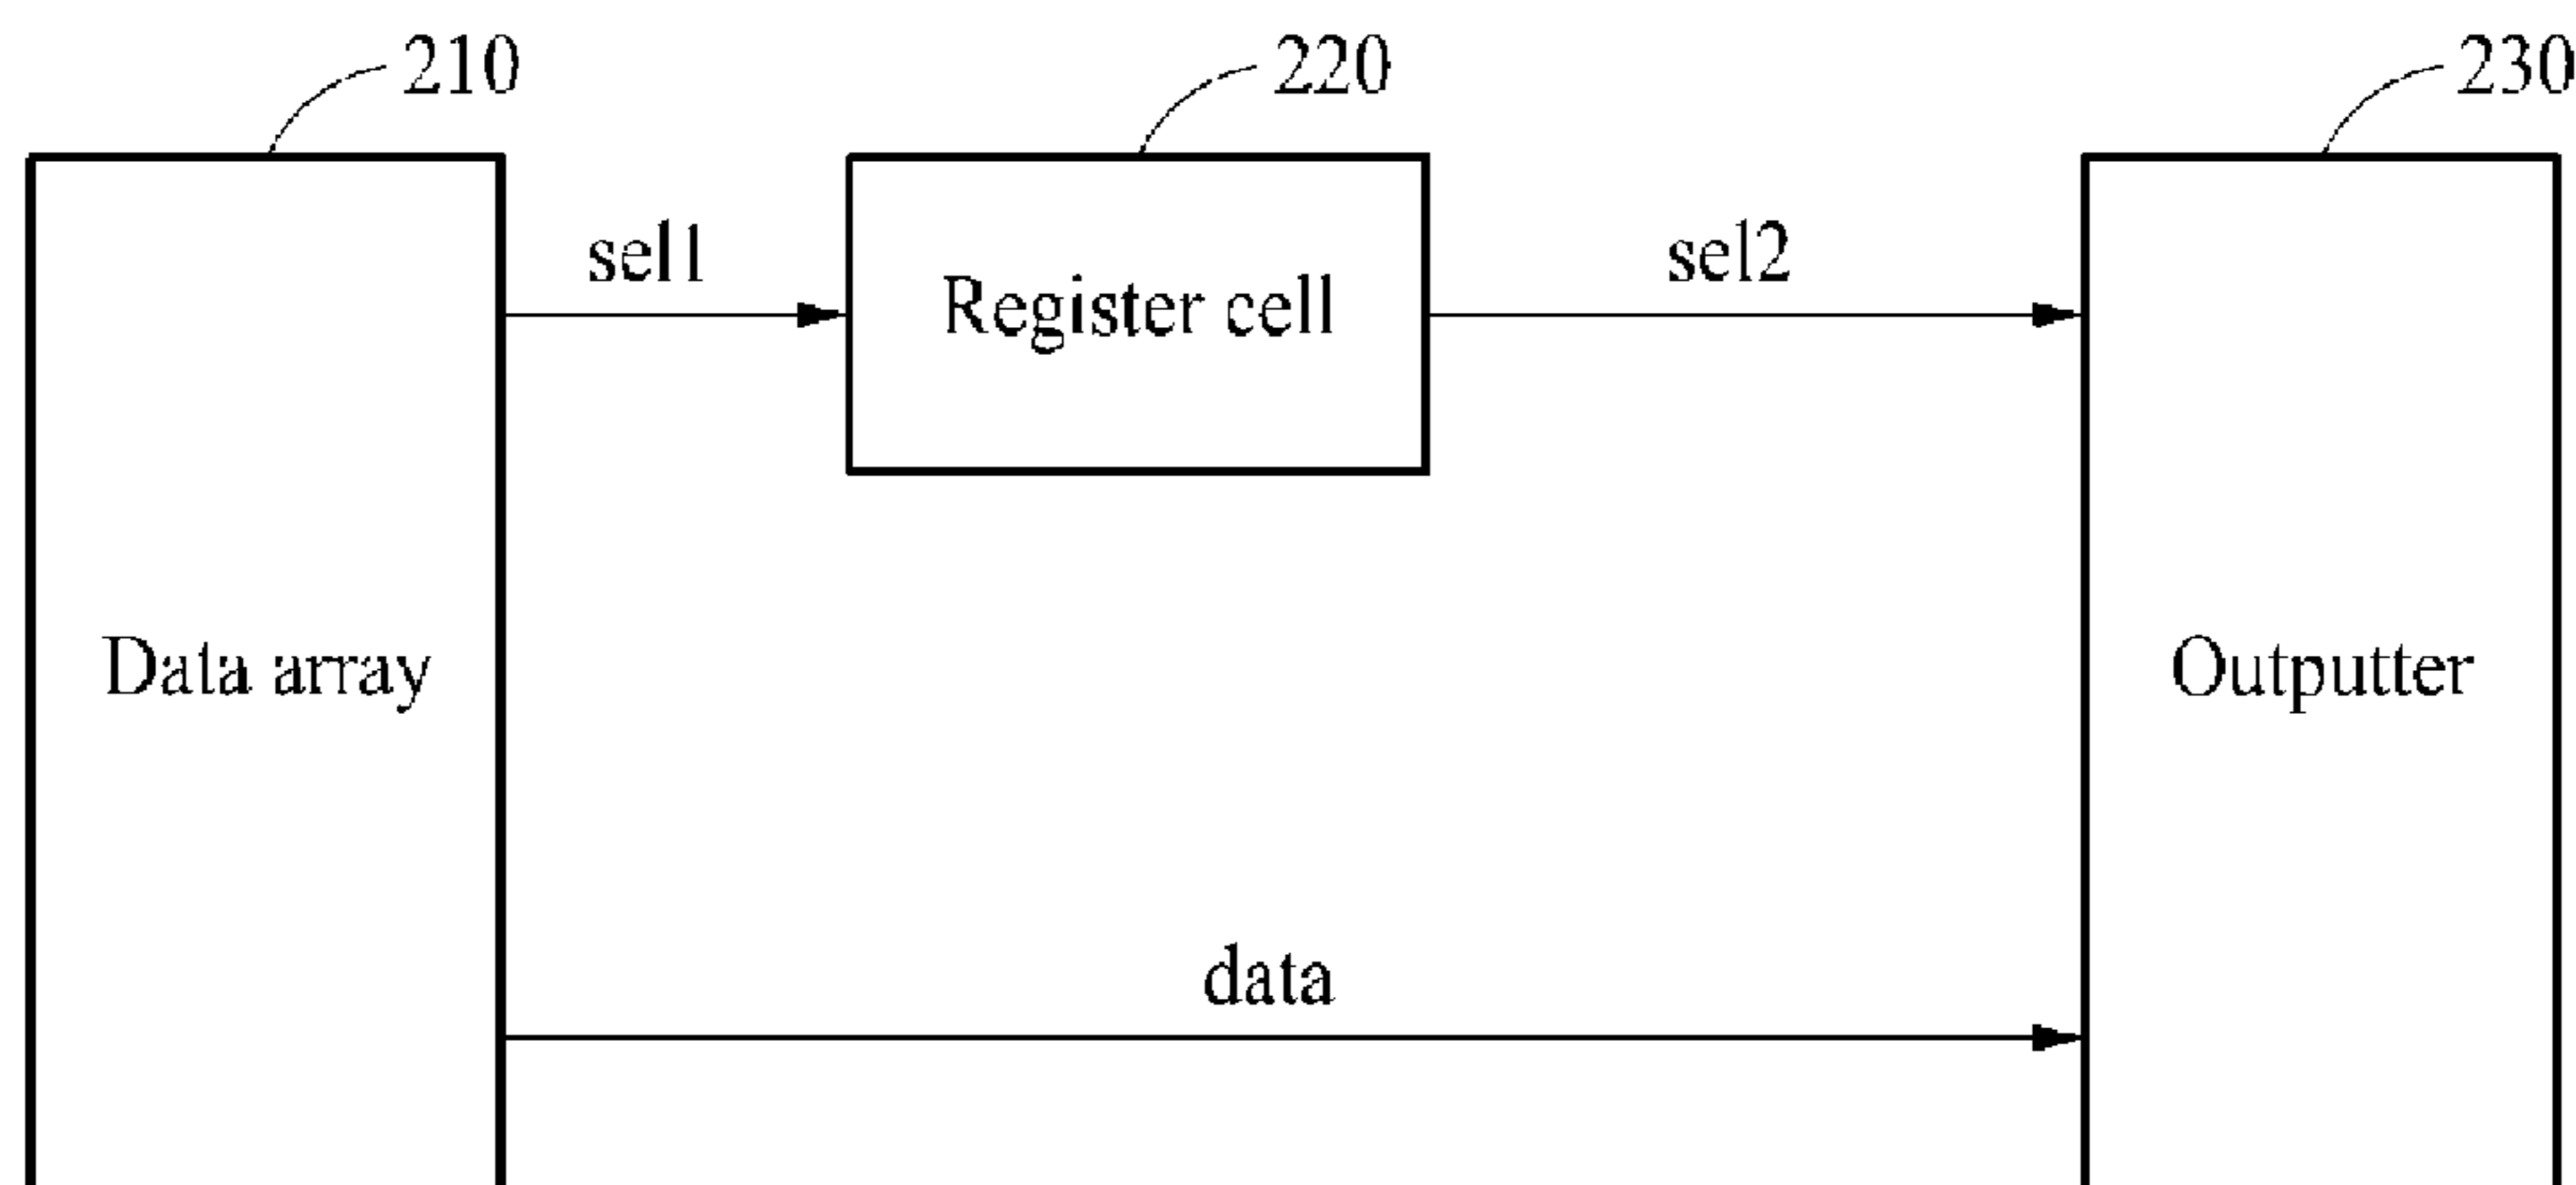 210
220
230
sel1
sel2
Register cell
Data array
Outputter
data